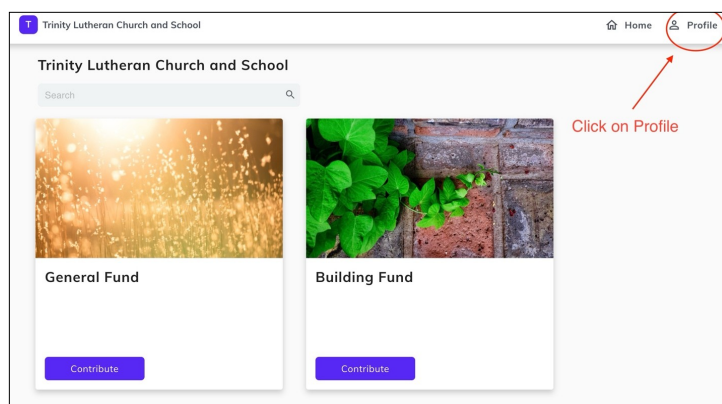 T Trinity Lutheran Church and School Home Profile
Trinity Lutheran Church and School
Search
Click on Profile
General Fund Building Fund
Contribute Contribute